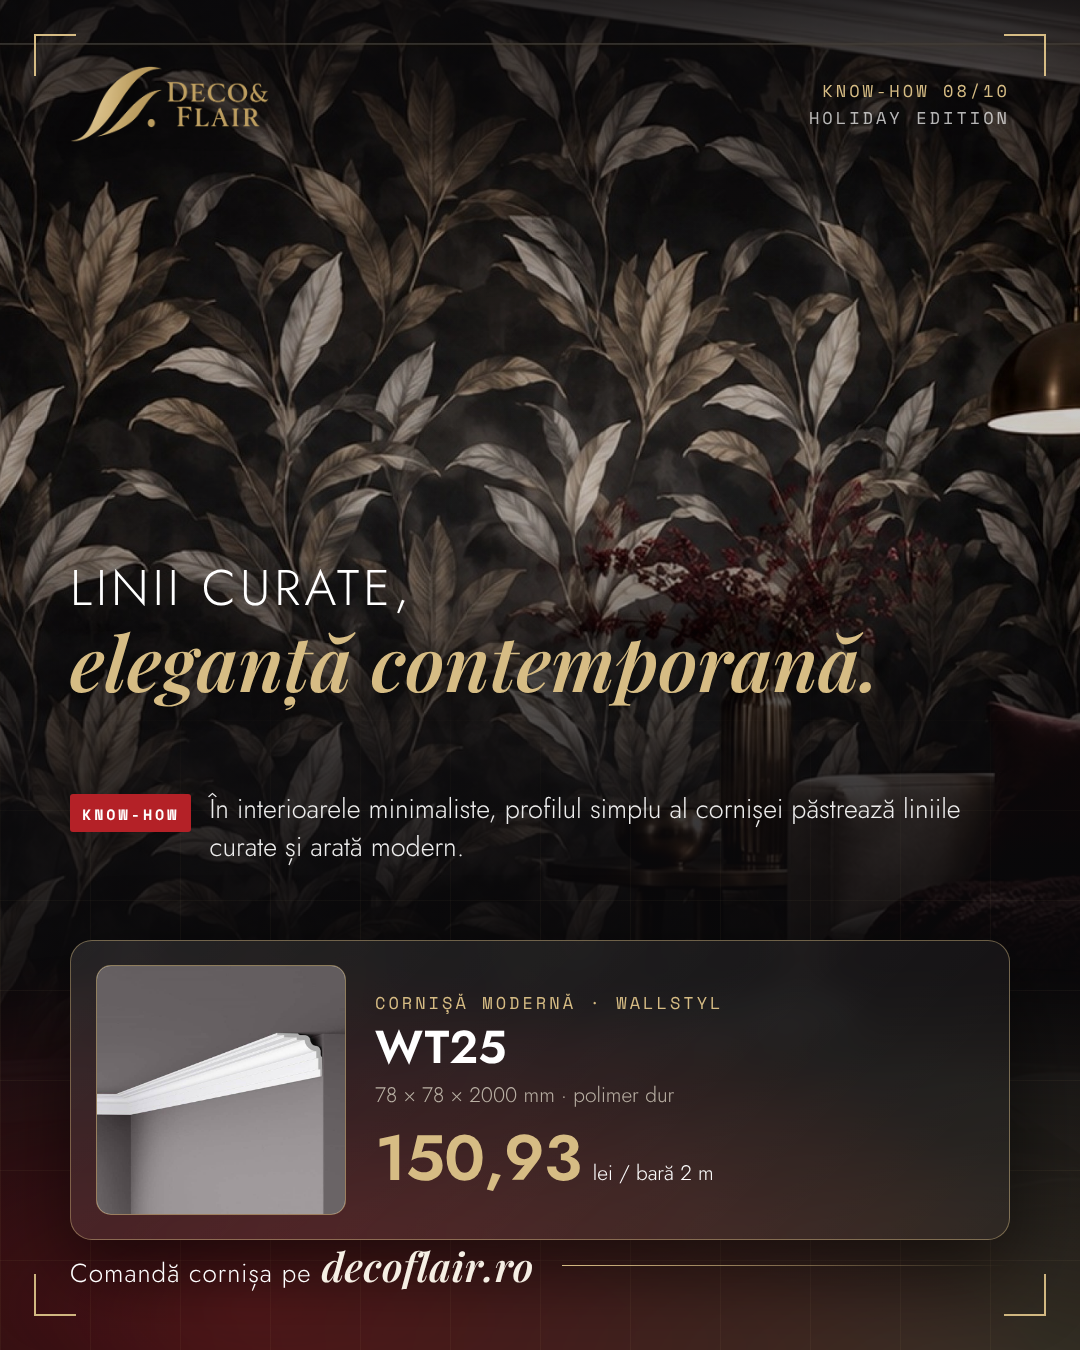 DECO&
FLAIR
KNOW-HOW 08/10
HOLIDAY EDITION
LINII CURATE,
eleganță contemporană.
KNOW-HOW
În interioarele minimaliste, profilul simplu al cornișei păstrează liniile
curate și arată modern.
CORNIȘĂ MODERNĂ · WALLSTYL
WT25
78 × 78 × 2000 mm · polimer dur
150,93 lei / bară 2 m
Comandă cornișa pe decoflair.ro